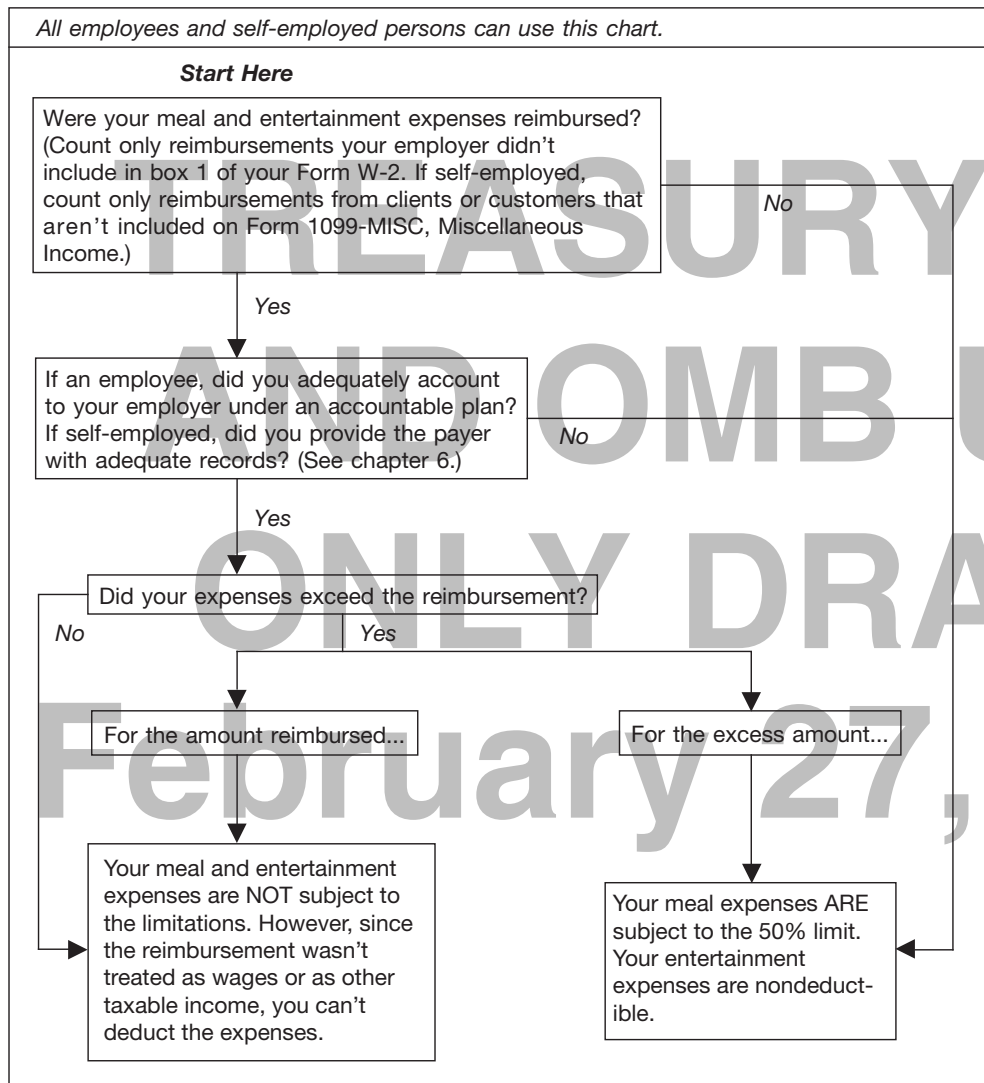 All employees and self-employed persons can use this chart.
Start Here
Were your meal and entertainment expenses reimbursed?
(Count only reimbursements your employer didn't
include in box 1 of your Form W-2. If self-employed,
count only reimbursements from clients or customers that
aren't included on Form 1099-MISC, Miscellaneous
Income.)
No
TREASURY
Yes
If an employee, did you adequately account
to your employer under an accountable plan?
If self-employed, did you provide the payer
with adequate records? (See chapter 6.)
No
AND OMB U
Yes
ONLY DRA
Did your expenses exceed the reimbursement?
No
Yes
For the amount reimbursed...
For the excess amount...
February 27,
Your meal and entertainment
expenses are NOT subject to
the limitations. However, since
the reimbursement wasn't
treated as wages or as other
taxable income, you can't
deduct the expenses.
Your meal expenses ARE
subject to the 50% limit.
Your entertainment
expenses are nondeduct-
ible.